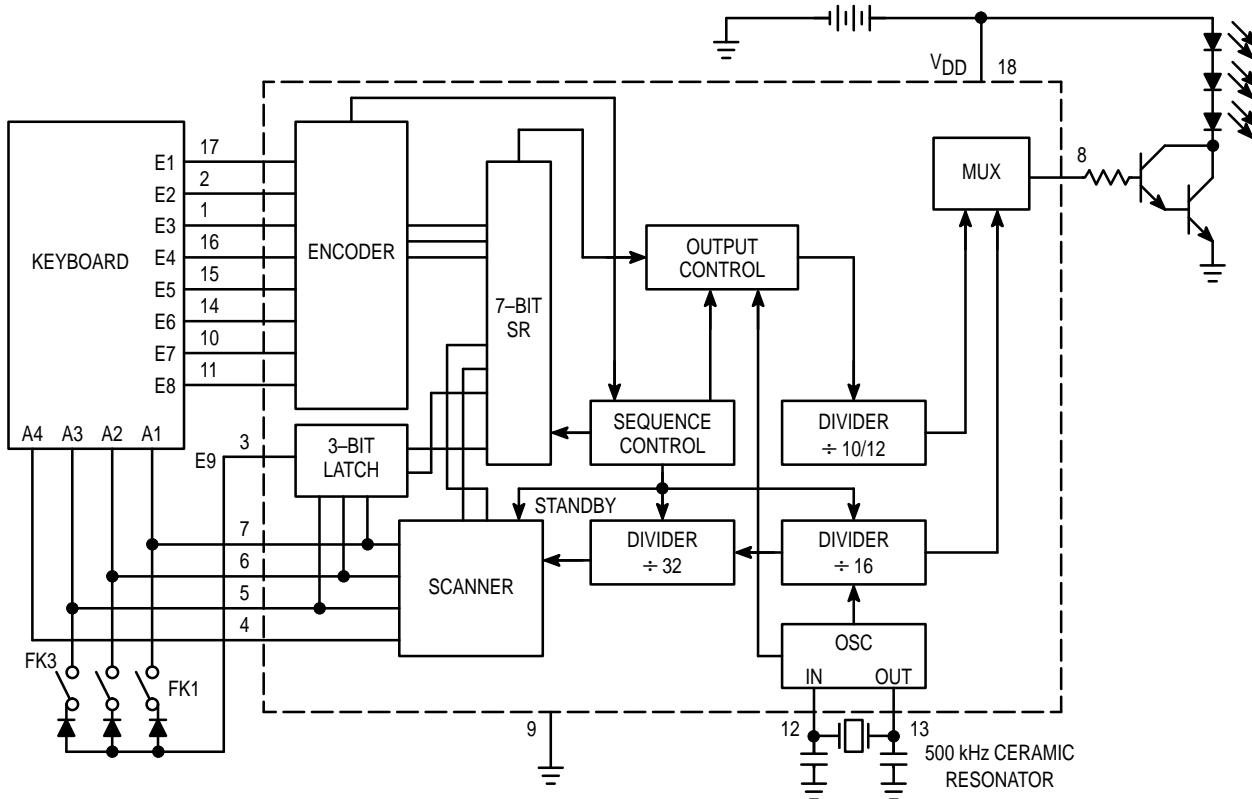 V_DD 18
KEYBOARD
E1 17
E2 2
E3 1
E4 16
E5 15
E6 14
E7 10
E8 11
A4 A3 A2 A1
E9 3
ENCODER
3–BIT
LATCH
7–BIT
SR
OUTPUT
CONTROL
MUX
8
SEQUENCE
CONTROL
DIVIDER
÷ 10/12
STANDBY
7
6
5
4
SCANNER
DIVIDER
÷ 32
DIVIDER
÷ 16
OSC
IN OUT
FK3
FK1
9
12
13
500 kHz CERAMIC
RESONATOR